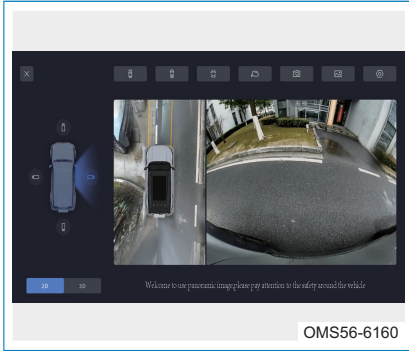 2D 3D Welcome to use panoramic image,please pay attention to the safety around the vehicle
OMS56-6160